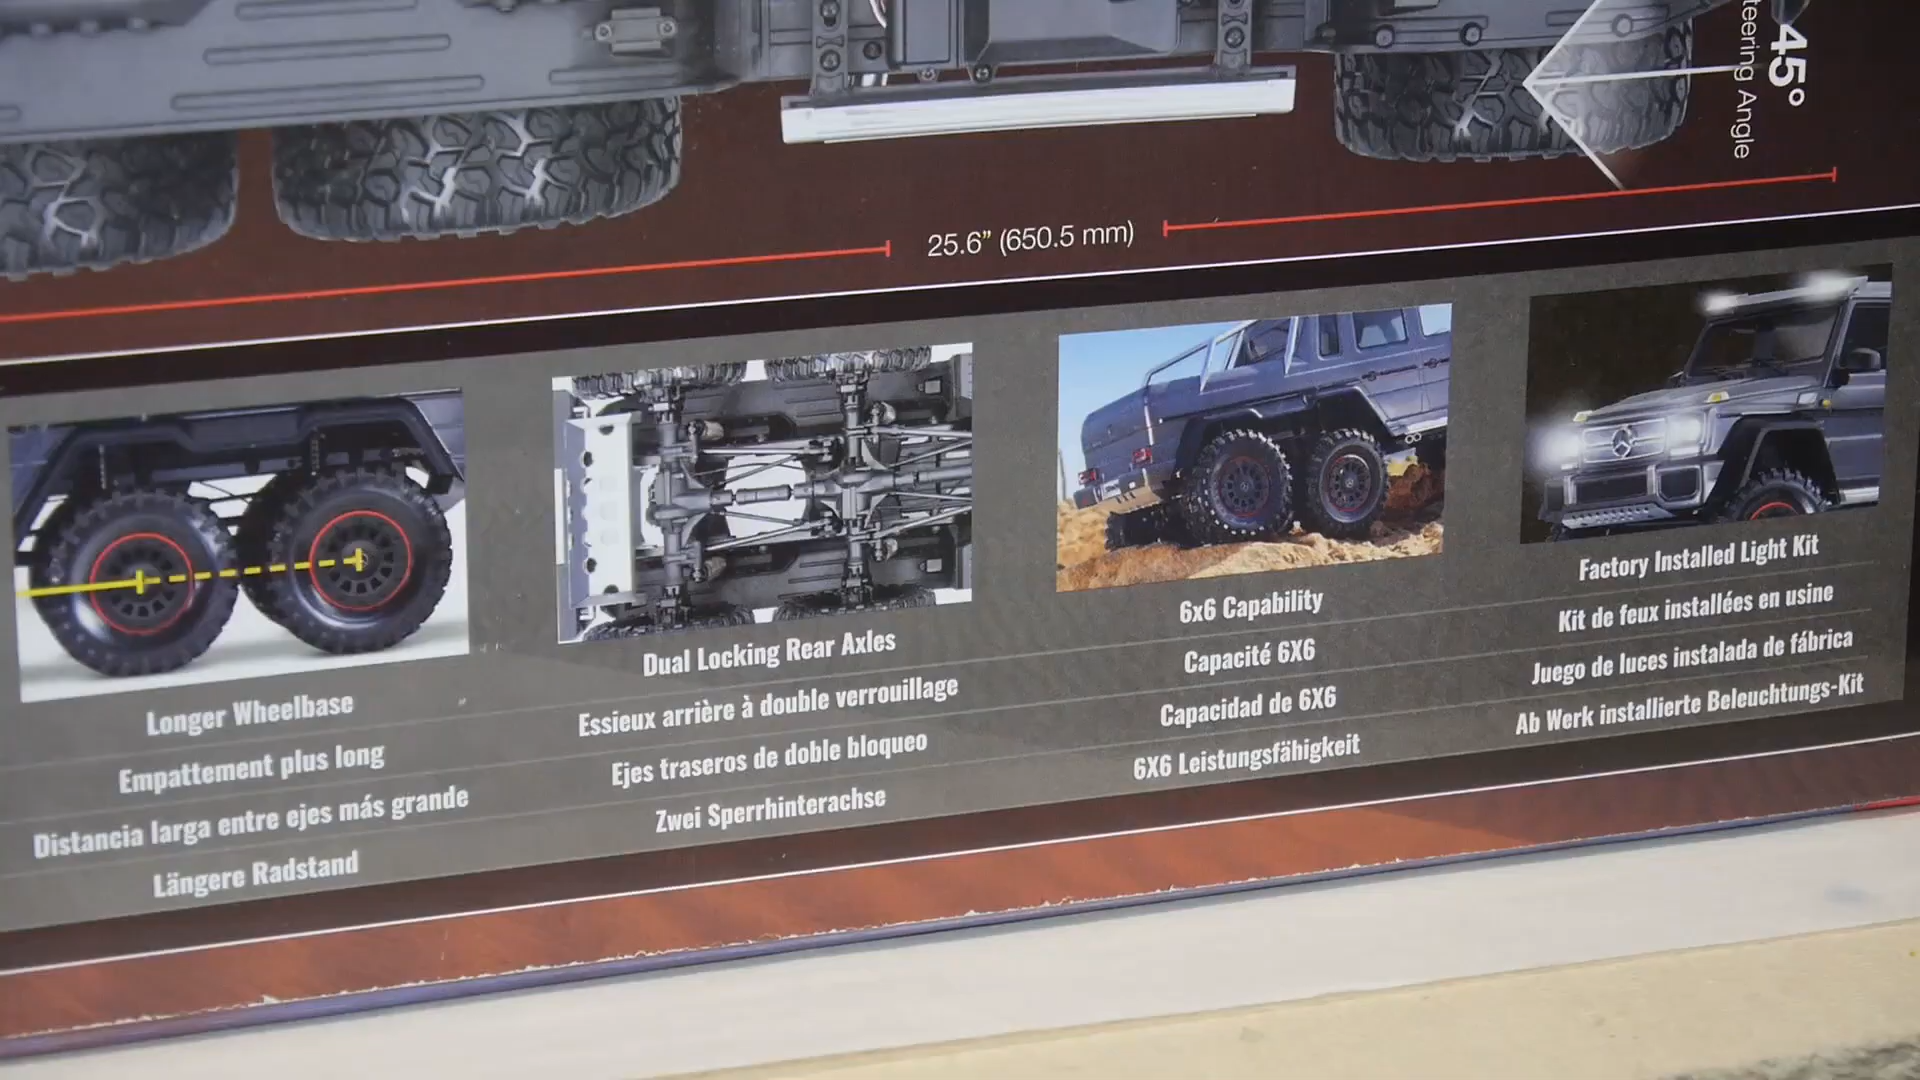 45°
teering Angle
25.6” (650.5 mm)
Longer Wheelbase
Empattement plus long
Distancia larga entre ejes más grande
Längere Radstand
Dual Locking Rear Axles
Essieux arrière à double verrouillage
Ejes traseros de doble bloqueo
Zwei Sperrhinterachse
6x6 Capability
Capacité 6X6
Capacidad de 6X6
6X6 Leistungsfähigkeit
Factory Installed Light Kit
Kit de feux installées en usine
Juego de luces instalada de fábrica
Ab Werk installierte Beleuchtungs-Kit